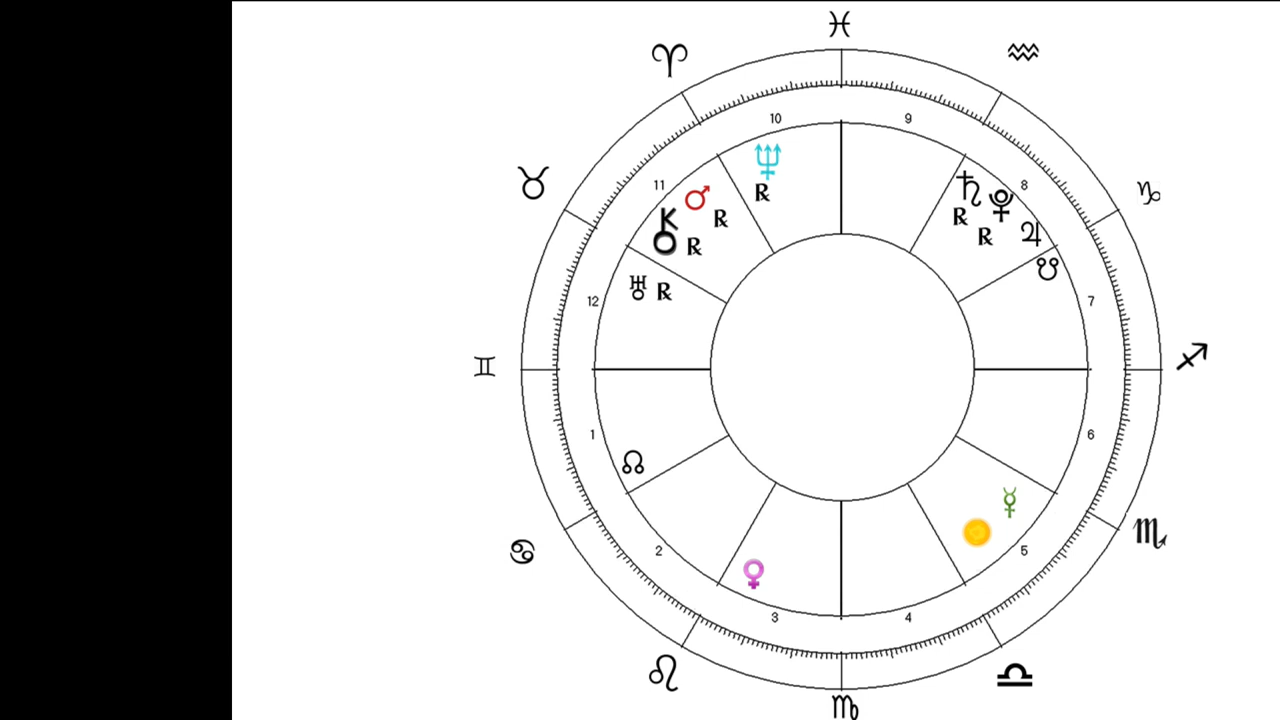 ♓
♈ ♒
10 9
♉ 11 ♂ ♆ ♄ ♇ 8 ♑
℞ ℞ ℞ ℞ ♃
⚷ ℞ ☋
12 ♅ ℞ 7
♊ ♐
1 6
☊ ☿
♋ 2 5 ♏
♀
3 4
♌ ♎
♍